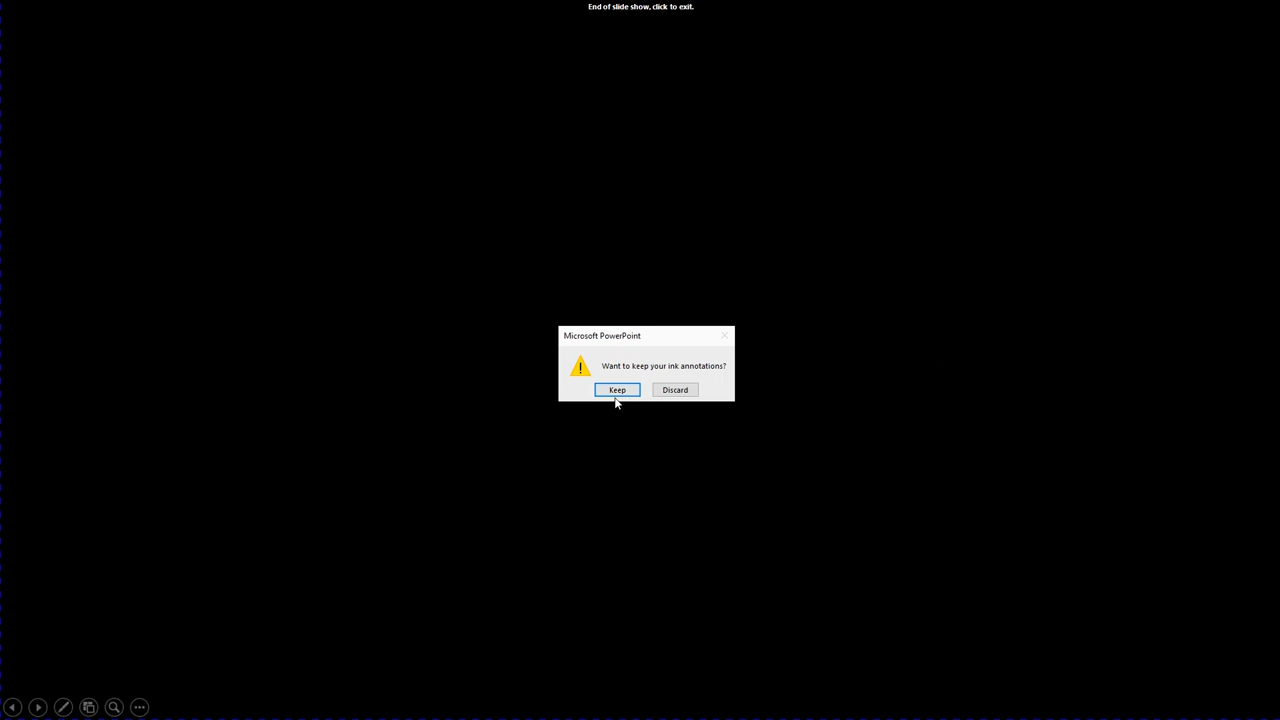 End of slide show, click to exit.
Microsoft PowerPoint
Want to keep your ink annotations?
Keep
Discard